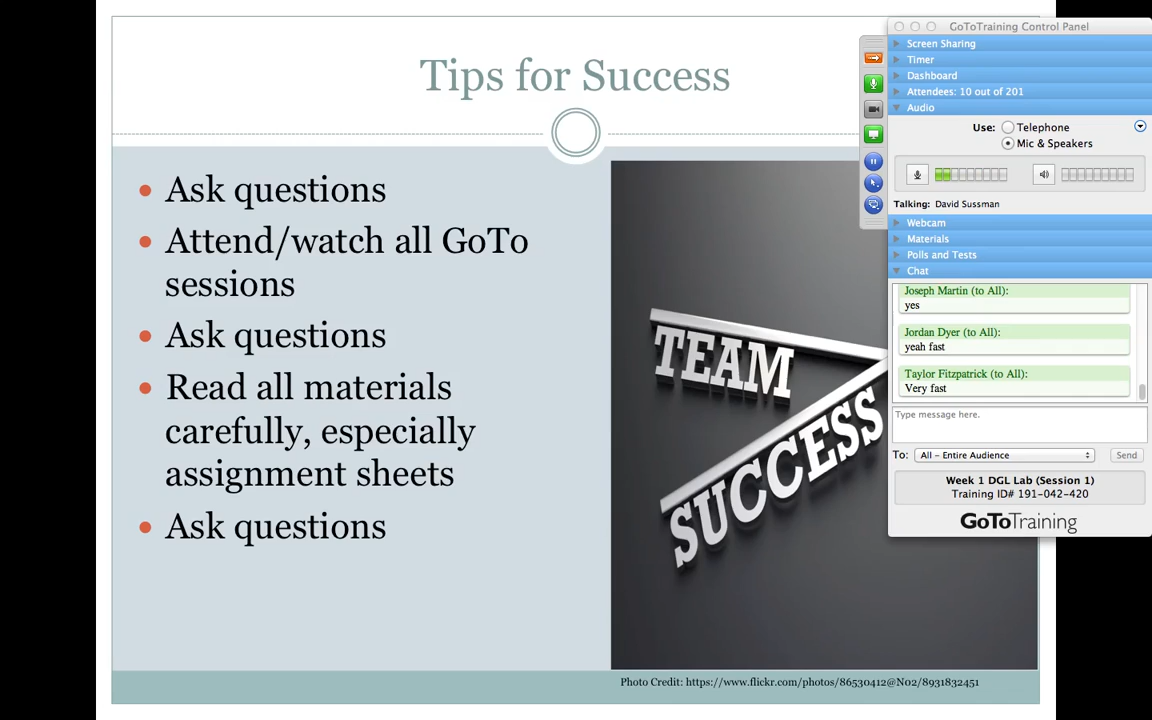 Tips for Success
Ask questions
Attend/watch all GoTo
sessions
Ask questions
Read all materials
carefully, especially
assignment sheets
Ask questions
TEAM
SUCCESS
Photo Credit: https://www.flickr.com/photos/86530412@N02/8931832451
GoToTraining Control Panel
Screen Sharing
Timer
Dashboard
Attendees: 10 out of 201
Audio
Use: Telephone
Mic & Speakers
Talking: David Sussman
Webcam
Materials
Polls and Tests
Chat
Joseph Martin (to All):
yes
Jordan Dyer (to All):
yeah fast
Taylor Fitzpatrick (to All):
Very fast
Type message here.
To: All – Entire Audience Send
Week 1 DGL Lab (Session 1)
Training ID# 191-042-420
GoToTraining